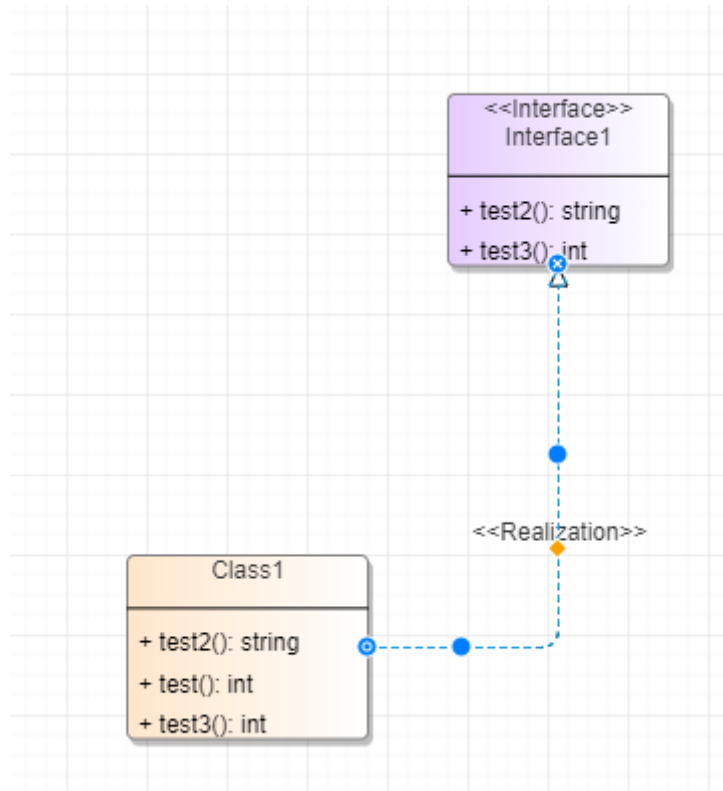 <<Interface>>
Interface1
+ test2(): string
+ test3(): int
<<Realization>>
Class1
+ test2(): string
+ test(): int
+ test3(): int